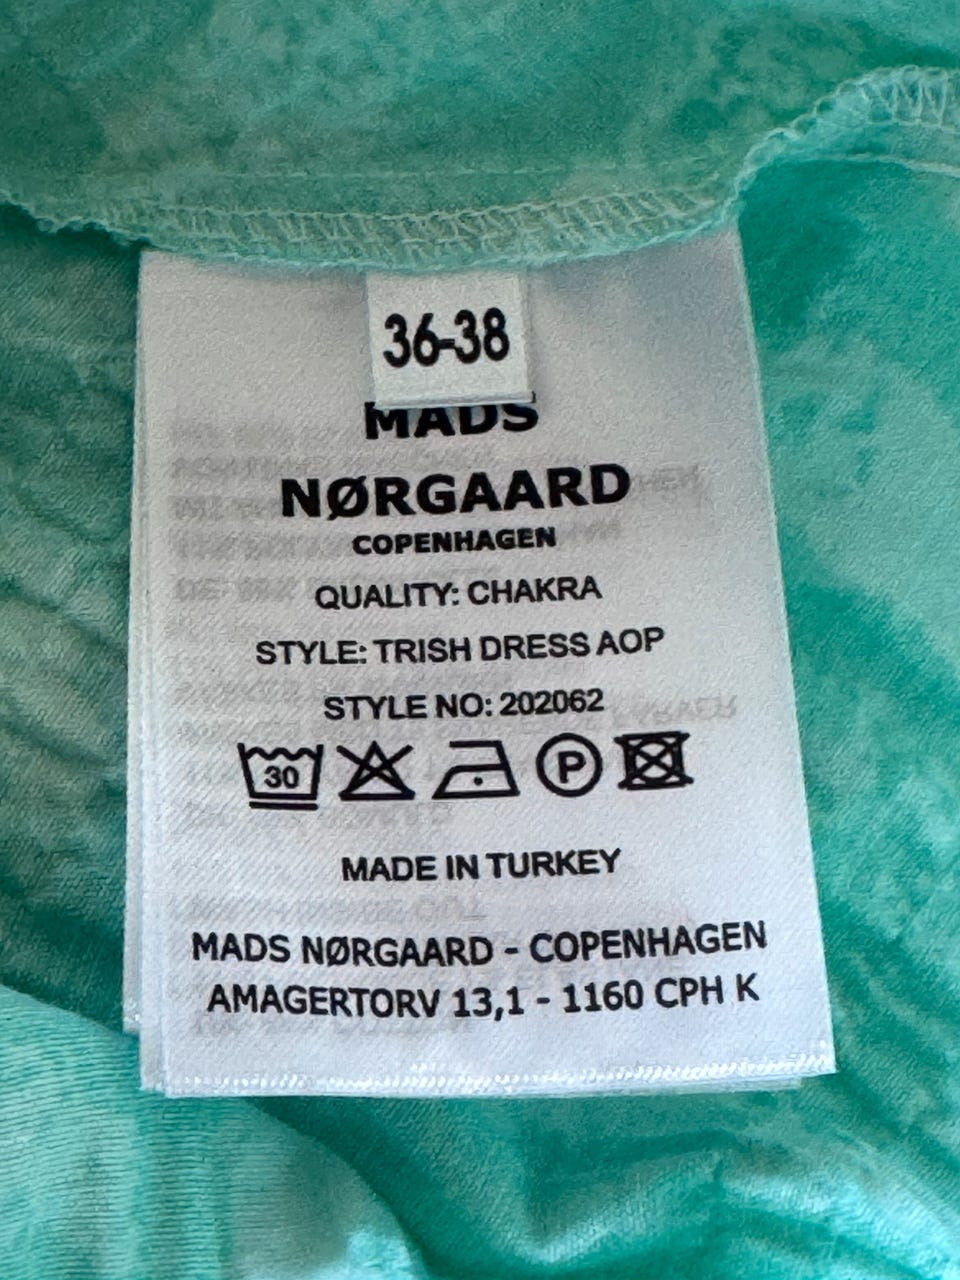 36-38
MADS
NØRGAARD
COPENHAGEN
QUALITY: CHAKRA
STYLE: TRISH DRESS AOP
STYLE NO: 202062
30 P
MADE IN TURKEY
MADS NØRGAARD - COPENHAGEN
AMAGERTORV 13,1 - 1160 CPH K